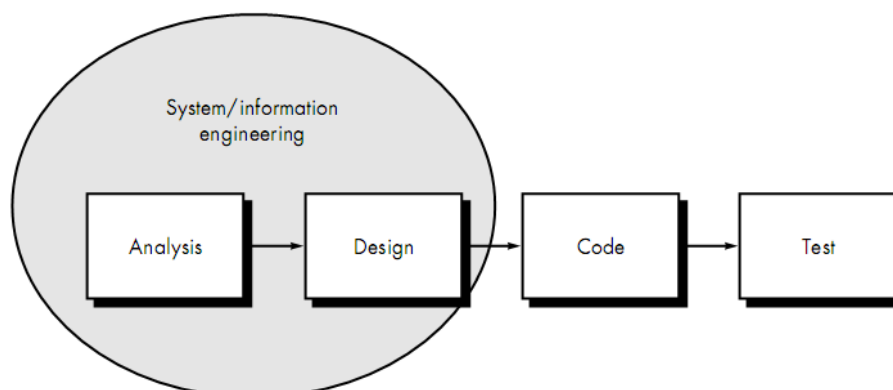 System/information
engineering
Analysis
Design
Code
Test